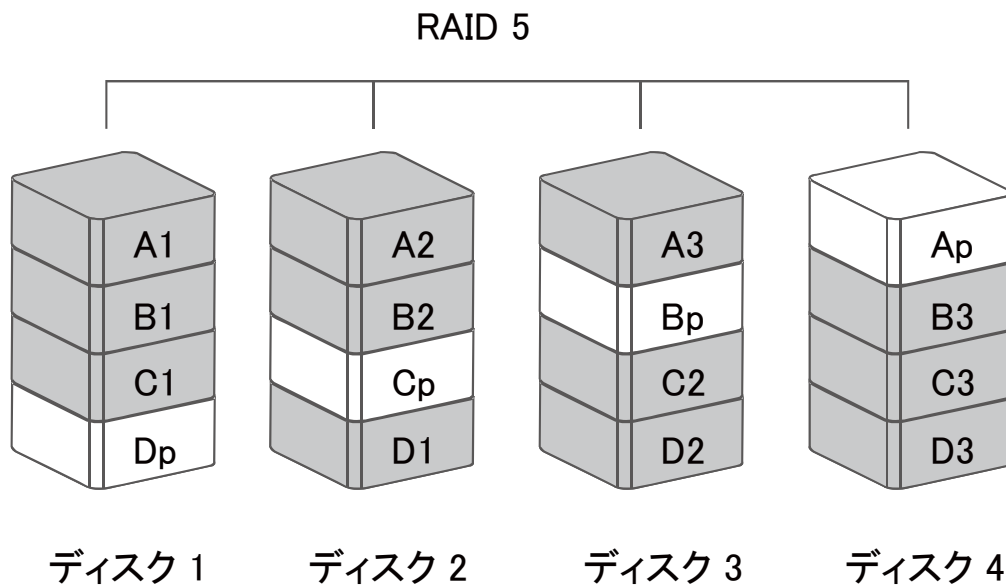 RAID 5
A1 A2 A3 Ap
B1 B2 Bp B3
C1 Cp C2 C3
Dp D1 D2 D3
ディスク 1 ディスク 2 ディスク 3 ディスク 4